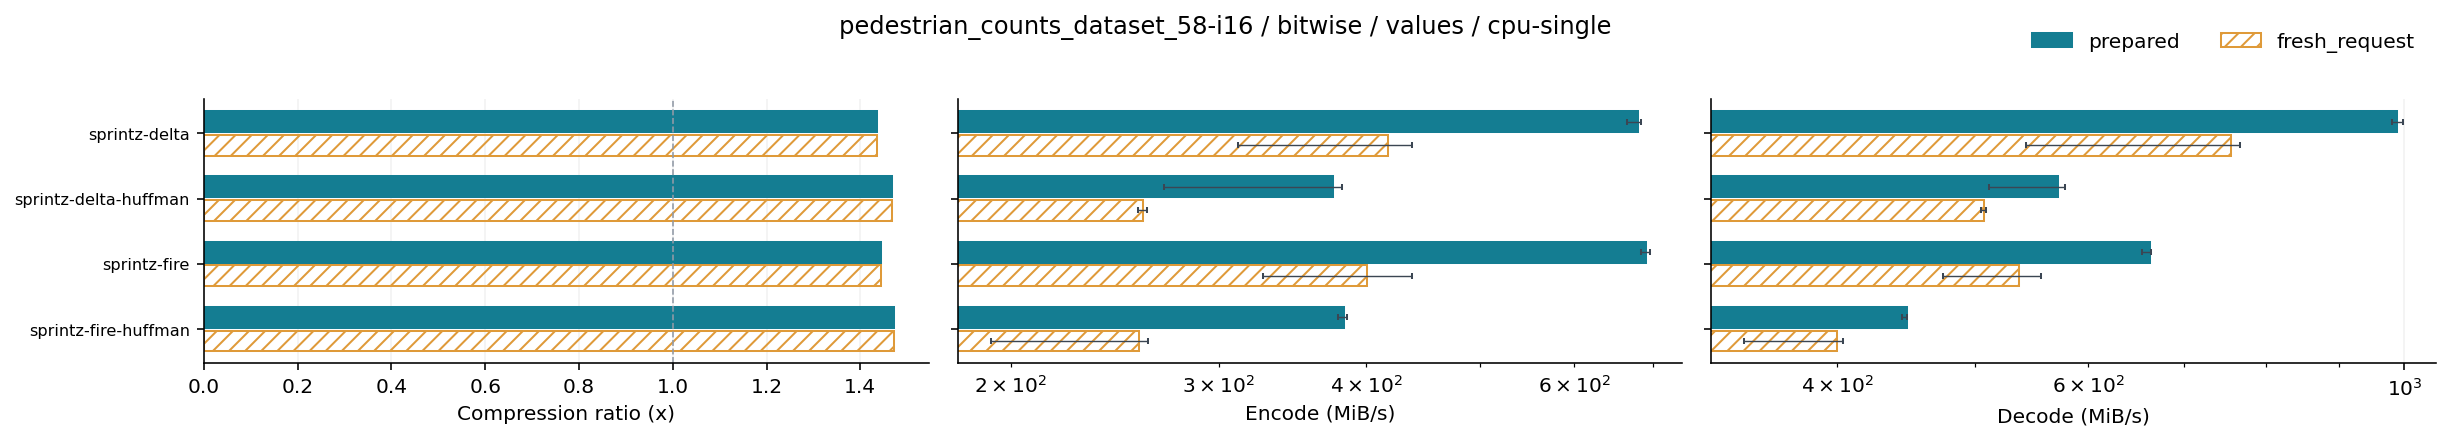 pedestrian_counts_dataset_58-i16 / bitwise / values / cpu-single
prepared
fresh_request
sprintz-delta
sprintz-delta-huffman
sprintz-fire
sprintz-fire-huffman
0.0 0.2 0.4 0.6 0.8 1.0 1.2 1.4
Compression ratio (x)
2 × 10² 3 × 10² 4 × 10² 6 × 10²
Encode (MiB/s)
4 × 10² 6 × 10² 10³
Decode (MiB/s)